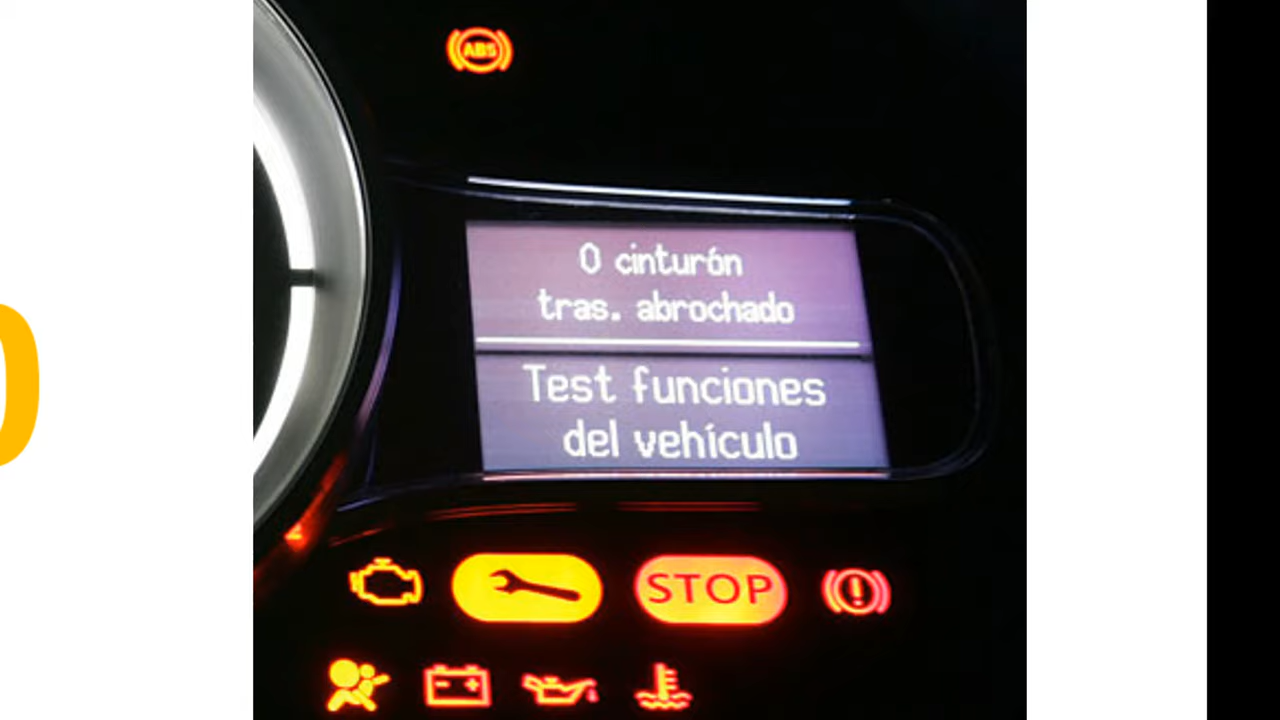 ABS
0 cinturón
tras. abrochado
Test funciones
del vehículo
STOP